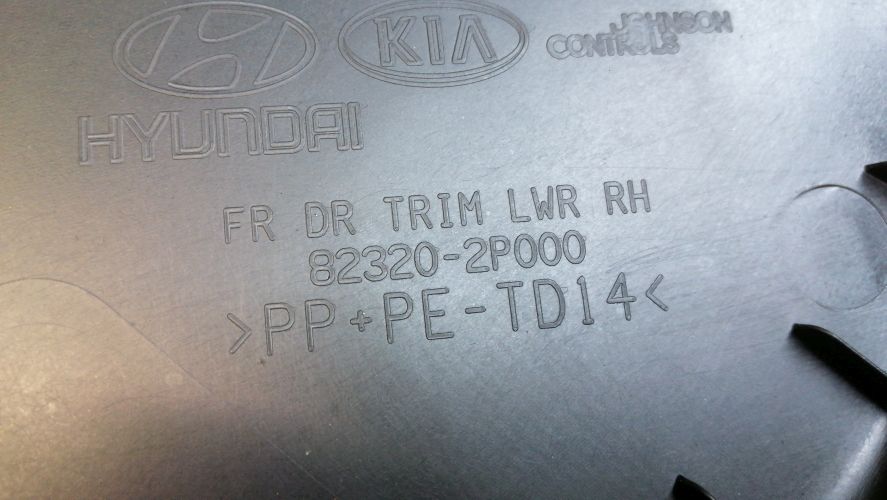 KIA
JOHNSON
CONTROLS
HYUNDAI
FR DR TRIM LWR RH
82320-2P000
>PP+PE-TD14<